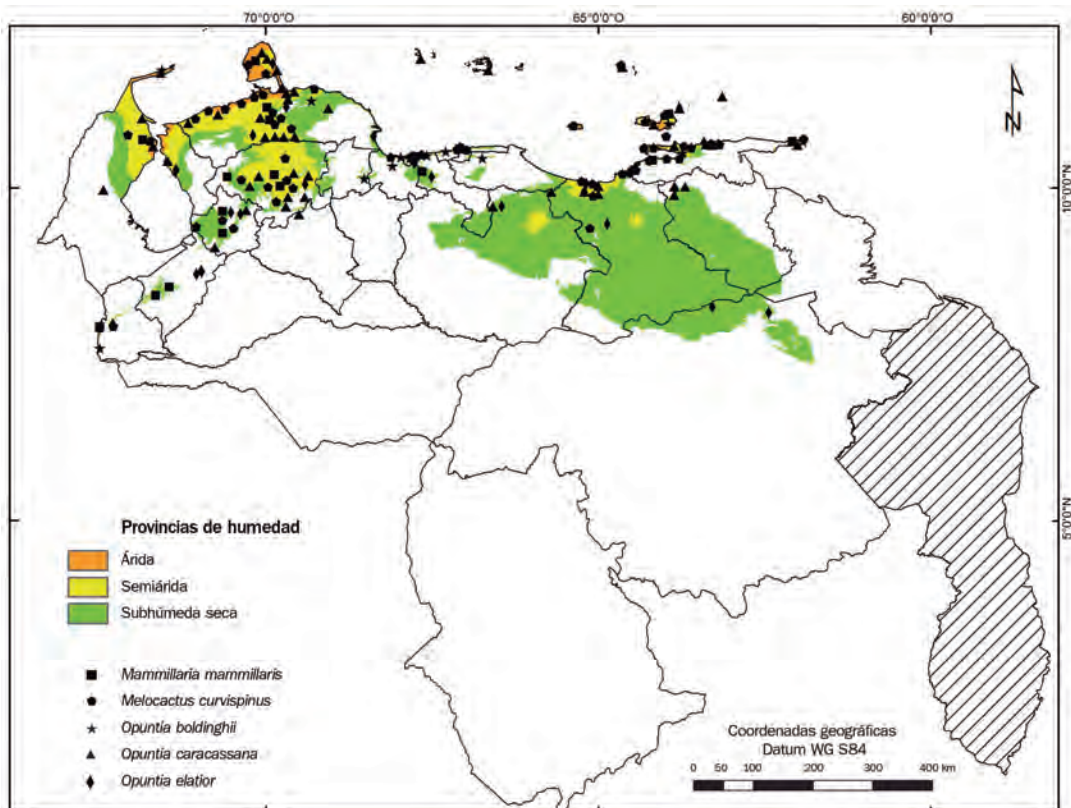 70°0'0"O 65°0'0"O 60°0'0"O
N
10°0'0"N
5°0'0"N
Provincias de humedad
Árida
Semiárida
Subhúmeda seca
Mammillaria mammillaris
Melocactus curvispinus
Opuntia boldinghii
Opuntia caracassana
Opuntia elatior
Coordenadas geográficas
Datum WG S84
0 50 100 200 300 400 km